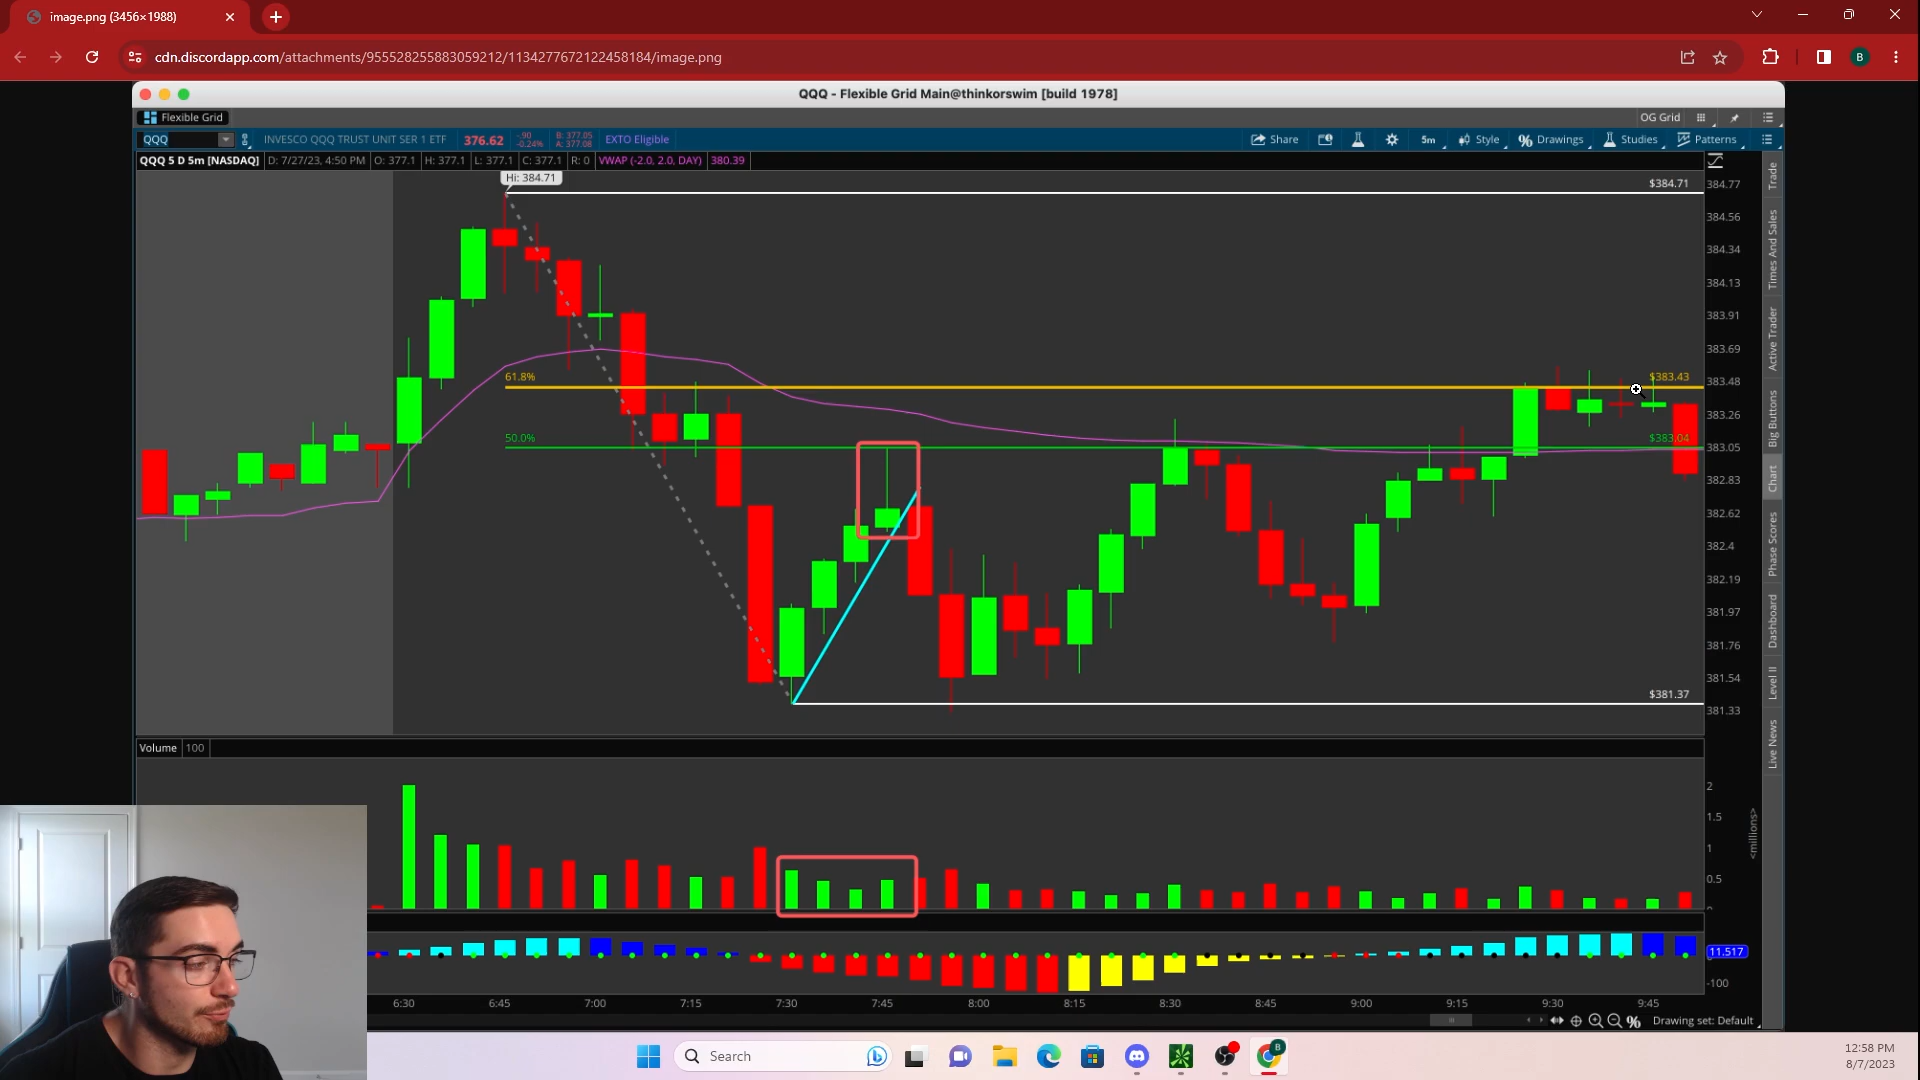 image.png (3456×1988)
cdn.discordapp.com/attachments/955528255883059212/1134277672122458184/image.png
B
QQQ - Flexible Grid Main@thinkorswim [build 1978]
Flexible Grid
OG Grid
QQQ
INVESCO QQQ TRUST UNIT SER 1 ETF
376.62
-.90
-0.24%
B: 377.05
A: 377.08
EXTO Eligible
Share
5m
Style
Drawings
Studies
Patterns
QQQ 5 D 5m [NASDAQ]
D: 7/27/23, 4:50 PM
O: 377.1
H: 377.1
L: 377.1
C: 377.1
R: 0
VWAP (-2.0, 2.0, DAY)
380.39
Hi: 384.71
$384.71
61.8%
$383.43
50.0%
$383.04
$381.37
384.77
384.56
384.34
384.13
383.91
383.69
383.48
383.26
383.05
382.83
382.62
382.4
382.19
381.97
381.76
381.54
381.33
Trade
Times And Sales
Active Trader
Big Buttons
Chart
Phase Scores
Dashboard
Level II
Live News
Volume
100
2
1.5
1
0.5
<millions>
11.517
-100
6:30
6:45
7:00
7:15
7:30
7:45
8:00
8:15
8:30
8:45
9:00
9:15
9:30
9:45
Drawing set: Default
Search
B
12:58 PM
8/7/2023